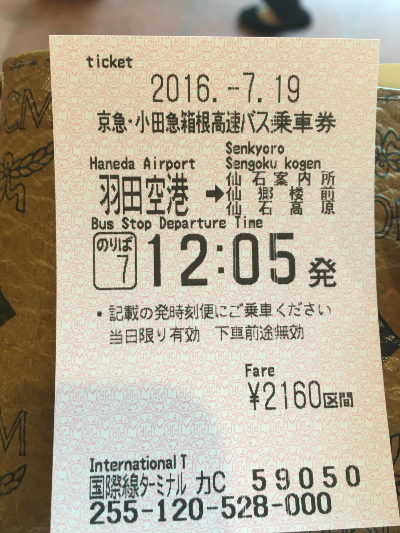 ticket
2016.-7.19
京急・小田急箱根高速バス乗車券
Senkyoro
Haneda Airport Sengoku kogen
羽田空港 ➔ 仙石案内所
仙郷楼前
仙石高原
Bus Stop Departure Time
のりば 7 12:05 発
・記載の発時刻便にご乗車ください
当日限り有効 下車前途無効
Fare
¥2160区間
International T
国際線ターミナル カC 59050
255-120-528-000